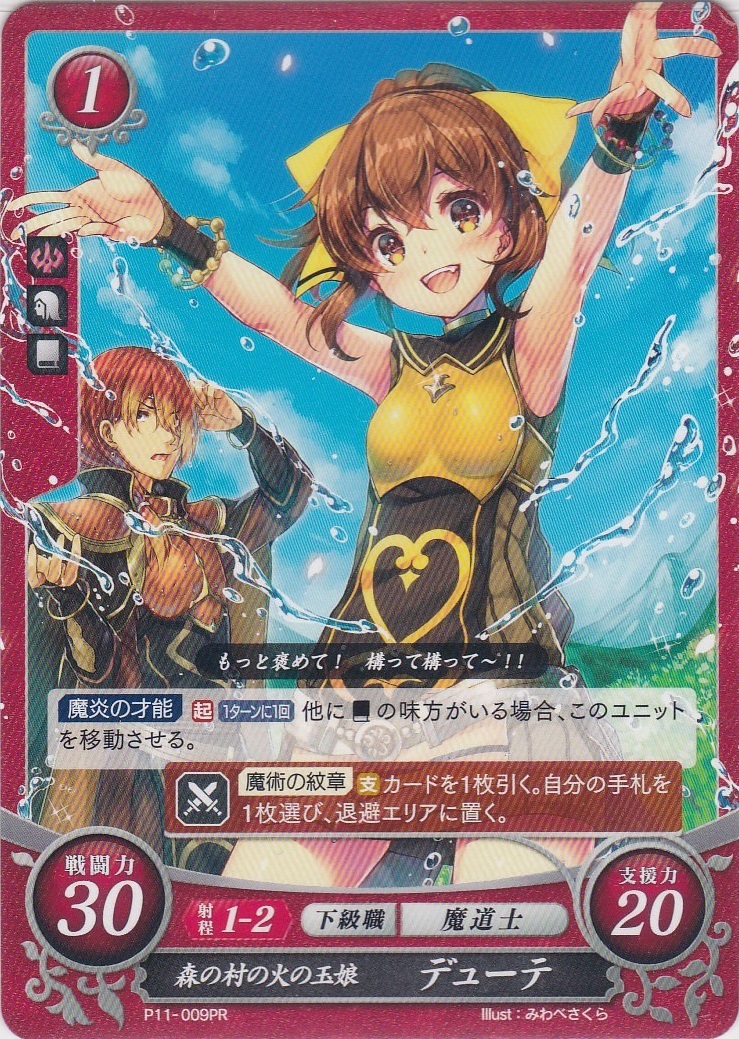 1
もっと褒めて！ 構って構って〜!!
魔炎の才能 起 1ターンに1回 他に の味方がいる場合、このユニット
を移動させる。
魔術の紋章 支 カードを1枚引く。自分の手札を
1枚選び、退避エリアに置く。
戦闘力
30
射程 1-2 下級職 魔道士
支援力
20
森の村の火の玉娘 デューテ
P11-009PR Illust：みわべさくら